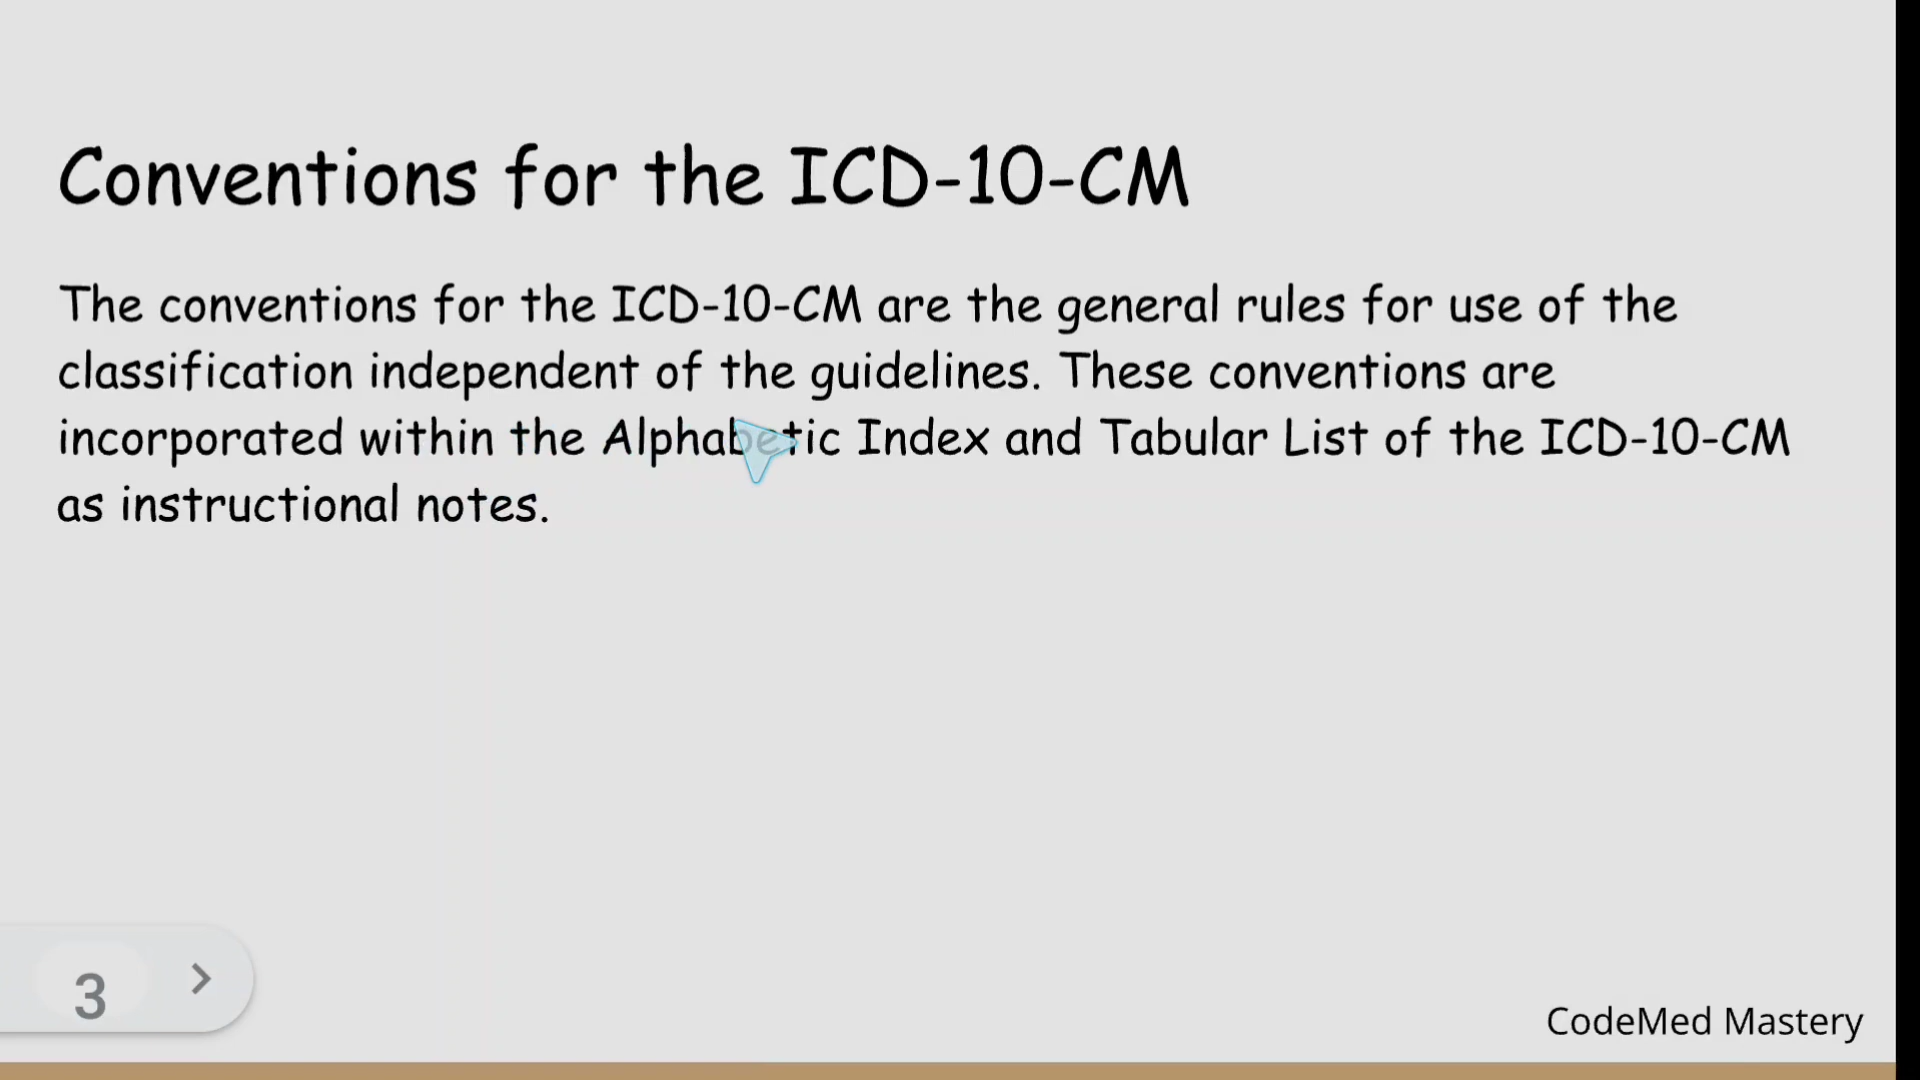 Conventions for the ICD-10-CM
The conventions for the ICD-10-CM are the general rules for use of the
classification independent of the guidelines. These conventions are
incorporated within the Alphabetic Index and Tabular List of the ICD-10-CM
as instructional notes.
3
CodeMed Mastery